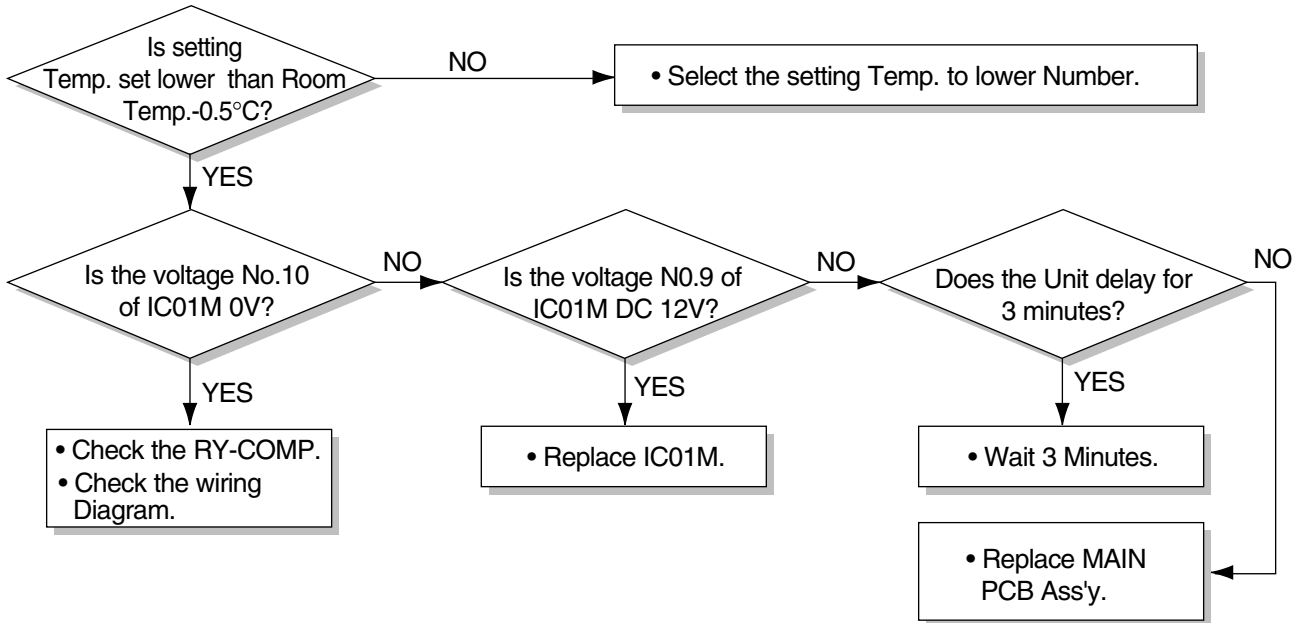 Is setting
Temp. set lower than Room
Temp.-0.5°C?
NO
• Select the setting Temp. to lower Number.
YES
Is the voltage No.10
of IC01M 0V?
NO
Is the voltage N0.9 of
IC01M DC 12V?
NO
Does the Unit delay for
3 minutes?
NO
YES
YES
YES
• Check the RY-COMP.
• Check the wiring
Diagram.
• Replace IC01M.
• Wait 3 Minutes.
• Replace MAIN
PCB Ass'y.